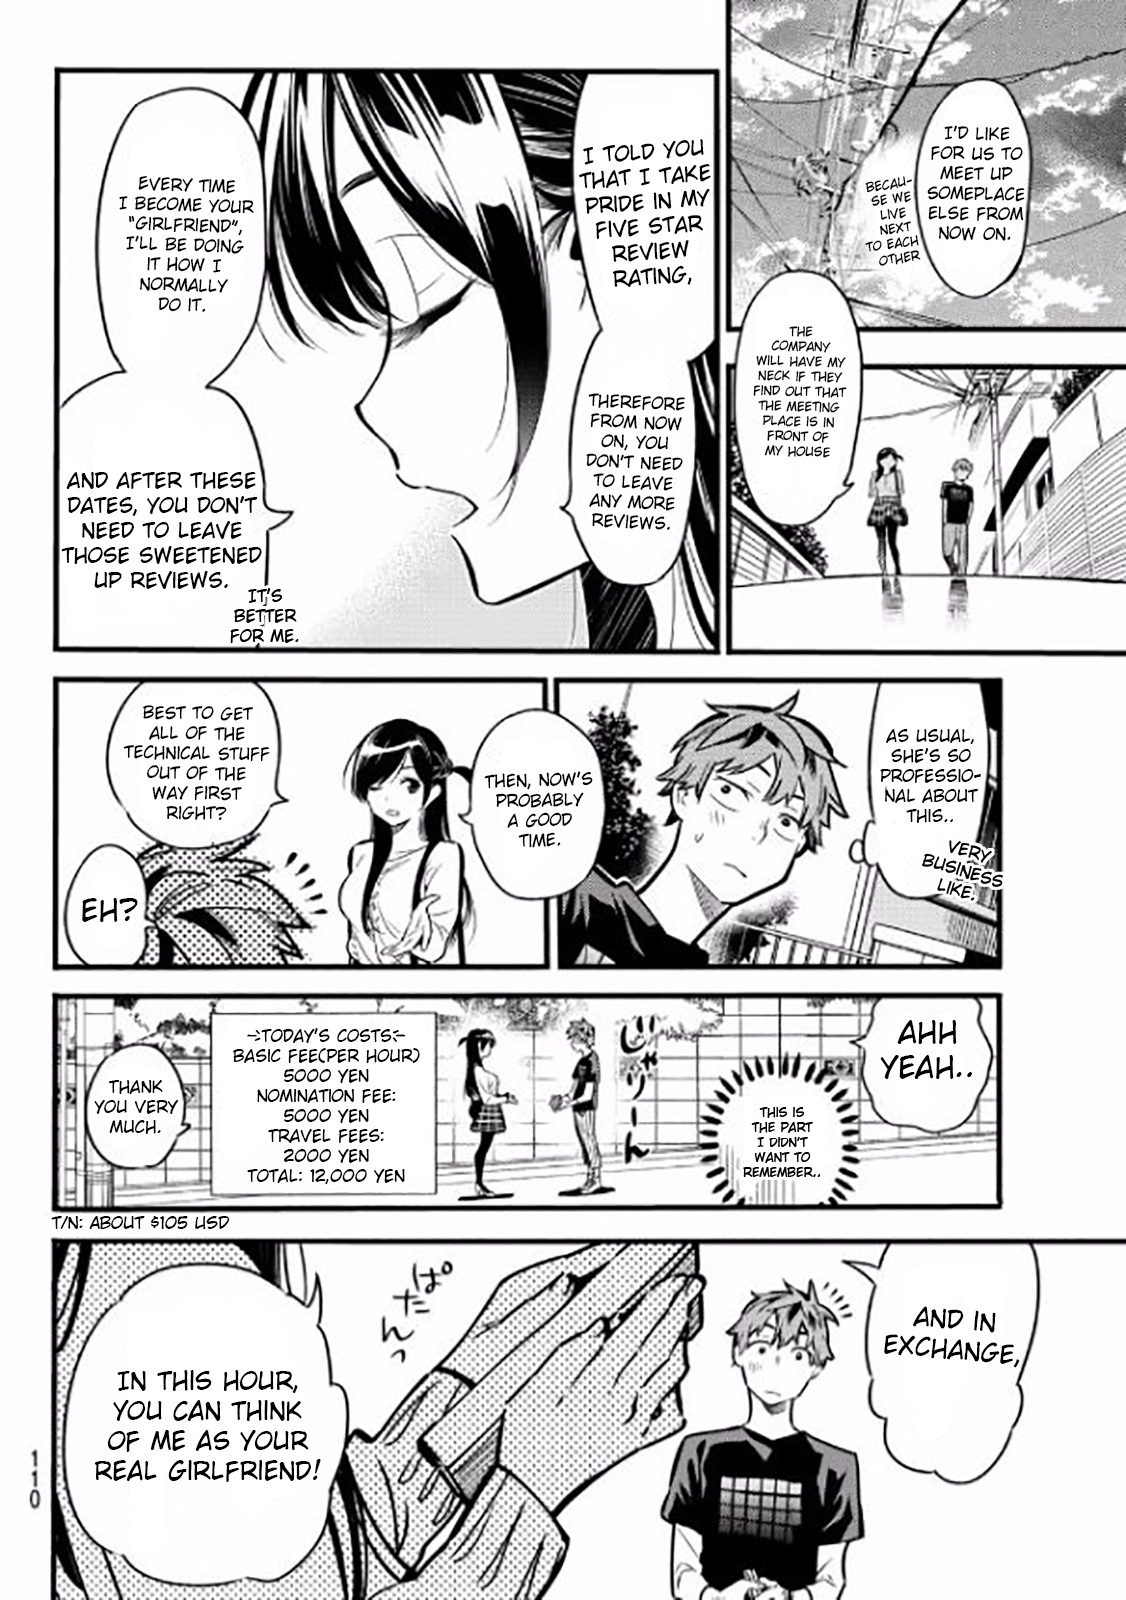 I'D LIKE
FOR US TO
MEET UP
SOMEPLACE
ELSE FROM
NOW ON.
BECAU-
SE WE
LIVE
NEXT
TO EACH
OTHER
THE
COMPANY
WILL HAVE MY
NECK IF THEY
FIND OUT THAT
THE MEETING
PLACE IS IN
FRONT OF
MY HOUSE
I TOLD YOU
THAT I TAKE
PRIDE IN MY
FIVE STAR
REVIEW
RATING,
THEREFORE
FROM NOW
ON, YOU
DON'T NEED
TO LEAVE
ANY MORE
REVIEWS.
EVERY TIME
I BECOME YOUR
"GIRLFRIEND",
I'LL BE DOING
IT HOW I
NORMALLY
DO IT.
AND AFTER THESE
DATES, YOU DON'T
NEED TO LEAVE
THOSE SWEETENED
UP REVIEWS.
IT'S
BETTER
FOR ME.
AS USUAL,
SHE'S SO
PROFESSIO-
NAL ABOUT
THIS..
VERY
BUSINESS
LIKE.
THEN, NOW'S
PROBABLY
A GOOD
TIME.
BEST TO GET
ALL OF THE
TECHNICAL STUFF
OUT OF THE
WAY FIRST
RIGHT?
EH?
AHH
YEAH..
THIS IS
THE PART
I DIDN'T
WANT TO
REMEMBER..
じゃりーん
-:TODAY'S COSTS:-
BASIC FEE(PER HOUR)
5000 YEN
NOMINATION FEE:
5000 YEN
TRAVEL FEES:
2000 YEN
TOTAL: 12,000 YEN
THANK
YOU VERY
MUCH.
T/N: ABOUT $105 USD
AND IN
EXCHANGE,
ぱたんっ
IN THIS HOUR,
YOU CAN THINK
OF ME AS YOUR
REAL GIRLFRIEND!
110